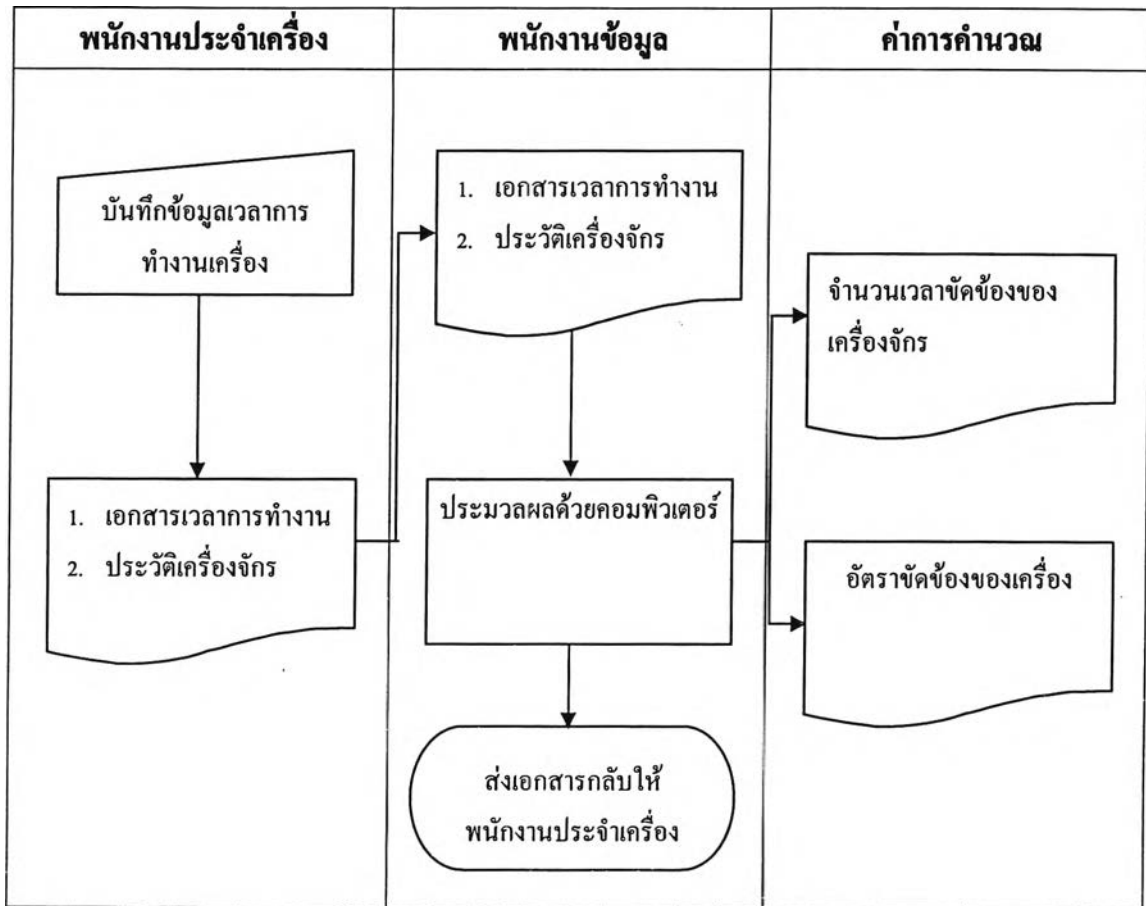 พนักงานประจำเครื่อง
พนักงานข้อมูล
ค่าการคำนวณ
บันทึกข้อมูลเวลาการ
ทำงานเครื่อง
1. เอกสารเวลาการทำงาน
2. ประวัติเครื่องจักร
1. เอกสารเวลาการทำงาน
2. ประวัติเครื่องจักร
ประมวลผลด้วยคอมพิวเตอร์
ส่งเอกสารกลับให้
พนักงานประจำเครื่อง
จำนวนเวลาขัดข้องของ
เครื่องจักร
อัตราขัดข้องของเครื่อง